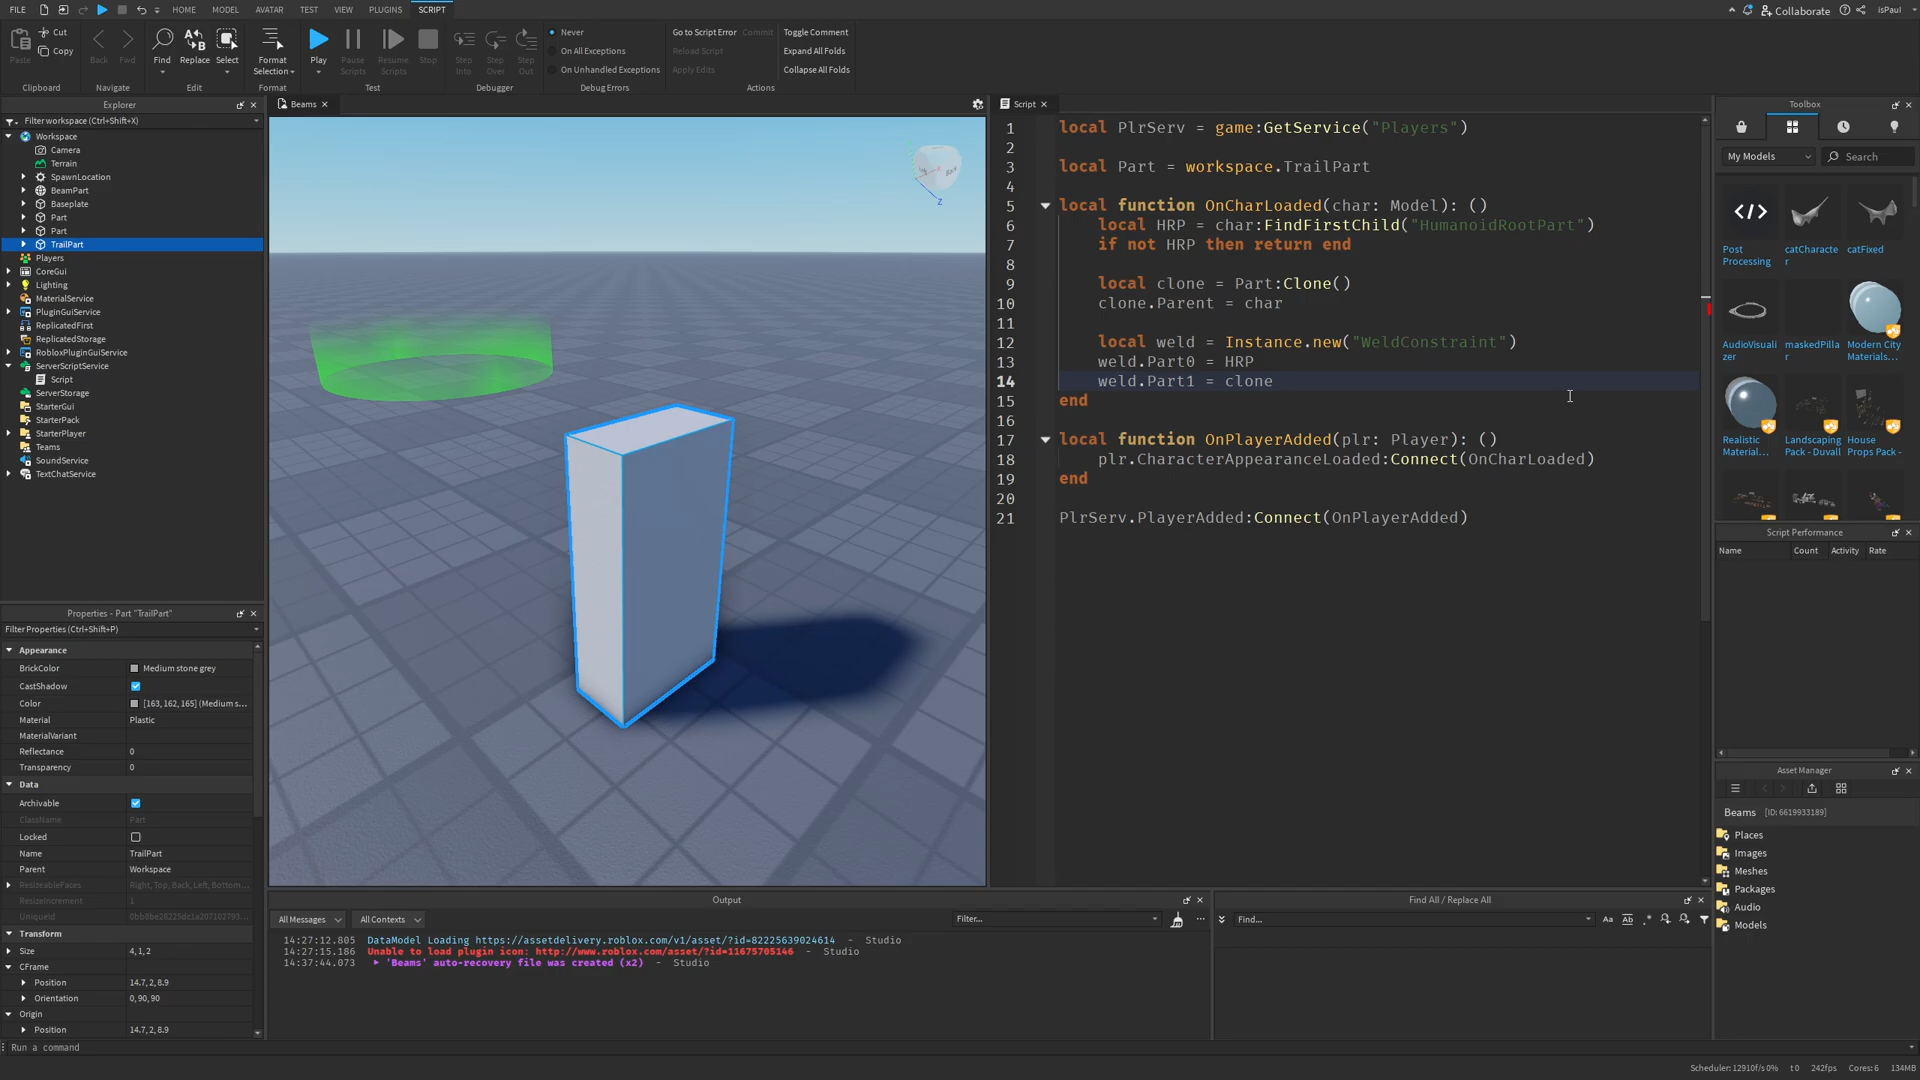 FILE HOME MODEL AVATAR TEST VIEW PLUGINS SCRIPT Collaborate isPaul
Paste Cut Copy Back Fwd Find Replace Select Format Selection Play Pause Scripts Resume Scripts Stop Step Into Step Over Step Out
Never
On All Exceptions
On Unhandled Exceptions
Go to Script Error Commit
Reload Script
Apply Edits
Toggle Comment
Expand All Folds
Collapse All Folds
Clipboard Navigate Edit Format Test Debugger Debug Errors Actions
Explorer
Filter workspace (Ctrl+Shift+X)
Workspace
Camera
Terrain
SpawnLocation
BeamPart
Baseplate
Part
Part
TrailPart
Players
CoreGui
Lighting
MaterialService
PluginGuiService
ReplicatedFirst
ReplicatedStorage
RobloxPluginGuiService
ServerScriptService
Script
ServerStorage
StarterGui
StarterPack
StarterPlayer
Teams
SoundService
TextChatService
Properties - Part "TrailPart"
Filter Properties (Ctrl+Shift+P)
Appearance
BrickColor Medium stone grey
CastShadow
Color [163, 162, 165] (Medium s...
Material Plastic
MaterialVariant
Reflectance 0
Transparency 0
Data
Archivable
ClassName Part
Locked
Name TrailPart
Parent Workspace
ResizeableFaces Right, Top, Back, Left, Bottom...
ResizeIncrement 1
UniqueId
Transform
Size 4,1,2
CFrame
Position 14.7, 2, 8.9
Orientation 0, 90, 90
Origin
Position 14.7, 2, 8.9
Run a command
Beams
Z
Script
1 local PlrServ = game:GetService("Players")
2
3 local Part = workspace.TrailPart
4
5 local function OnCharLoaded(char: Model): ()
6 local HRP = char:FindFirstChild("HumanoidRootPart")
7 if not HRP then return end
8
9 local clone = Part:Clone()
10 clone.Parent = char
11
12 local weld = Instance.new("WeldConstraint")
13 weld.Part0 = HRP
14 weld.Part1 = clone
15 end
16
17 local function OnPlayerAdded(plr: Player): ()
18 plr.CharacterAppearanceLoaded:Connect(OnCharLoaded)
19 end
20
21 PlrServ.PlayerAdded:Connect(OnPlayerAdded)
Output
All Messages All Contexts Filter...
14:27:12.805 DataModel Loading https://assetdelivery.roblox.com/v1/asset/?id=82225639024614 - Studio
14:27:15.186 Unable to load plugin icon: http://www.roblox.com/asset/?id=11675705146 - Studio
14:37:44.073 'Beams' auto-recovery file was created (x2) - Studio
Find All / Replace All
Find...
Aa Ab .*
Toolbox
My Models Search
Post Processing
catCharacter
catFixed
AudioVisualizer
maskedPillar
Modern City Materials...
Realistic Material...
Landscaping Pack - Duvall
House Props Pack -
Script Performance
Name Count Activity Rate
Asset Manager
Beams [ID: 6619933189]
Places
Images
Meshes
Packages
Audio
Models
Scheduler: 12910f/s 0% t 0 242fps Cores: 6 134MB